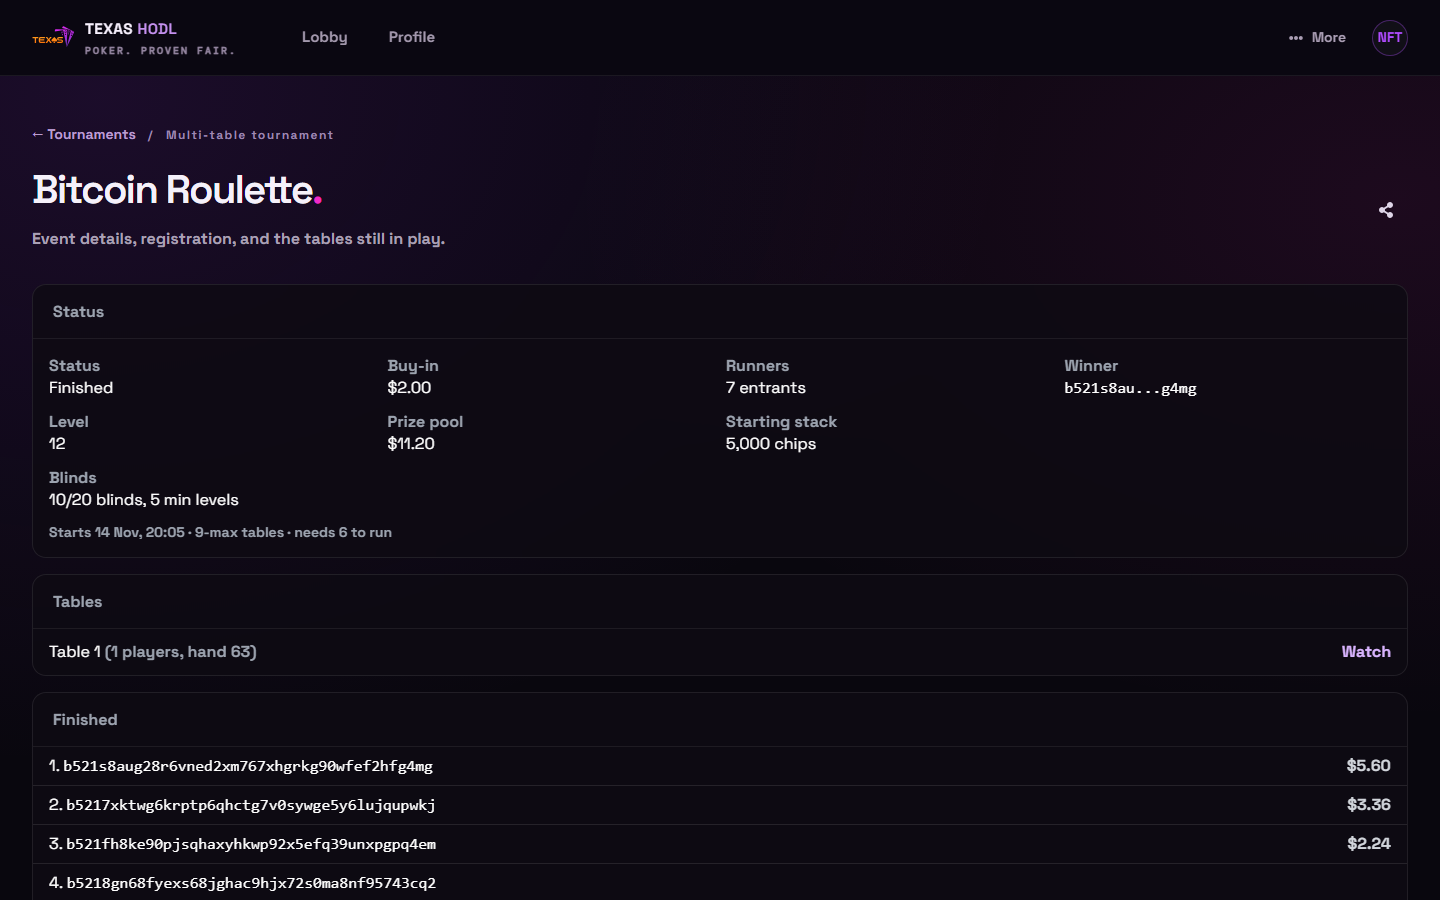 TEXAS
TEXAS HODL
POKER. PROVEN FAIR.
Lobby
Profile
••• More
NFT
← Tournaments / Multi-table tournament
Bitcoin Roulette.
Event details, registration, and the tables still in play.
Status
Status
Finished
Buy-in
$2.00
Runners
7 entrants
Winner
b521s8au...g4mg
Level
12
Prize pool
$11.20
Starting stack
5,000 chips
Blinds
10/20 blinds, 5 min levels
Starts 14 Nov, 20:05 · 9-max tables · needs 6 to run
Tables
Table 1 (1 players, hand 63)
Watch
Finished
1. b521s8aug28r6vned2xm767xhgrkg90wfef2hfg4mg
$5.60
2. b5217xktwg6krptp6qhctg7v0sywge5y6lujqupwkj
$3.36
3. b521fh8ke90pjsqhaxyhkwp92x5efq39unxpgpq4em
$2.24
4. b5218gn68fyexs68jghac9hjx72s0ma8nf95743cq2